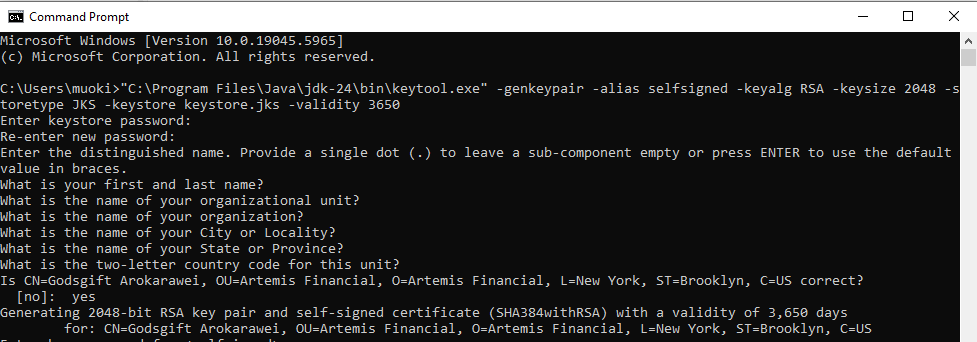 Command Prompt
Microsoft Windows [Version 10.0.19045.5965]
(c) Microsoft Corporation. All rights reserved.
C:\Users\muoki>"C:\Program Files\Java\jdk-24\bin\keytool.exe" -genkeypair -alias selfsigned -keyalg RSA -keysize 2048 -s
toretype JKS -keystore keystore.jks -validity 3650
Enter keystore password:
Re-enter new password:
Enter the distinguished name. Provide a single dot (.) to leave a sub-component empty or press ENTER to use the default
value in braces.
What is your first and last name?
What is the name of your organizational unit?
What is the name of your organization?
What is the name of your City or Locality?
What is the name of your State or Province?
What is the two-letter country code for this unit?
Is CN=Godsgift Arokarawei, OU=Artemis Financial, O=Artemis Financial, L=New York, ST=Brooklyn, C=US correct?
[no]:  yes
Generating 2048-bit RSA key pair and self-signed certificate (SHA384withRSA) with a validity of 3,650 days
for: CN=Godsgift Arokarawei, OU=Artemis Financial, O=Artemis Financial, L=New York, ST=Brooklyn, C=US